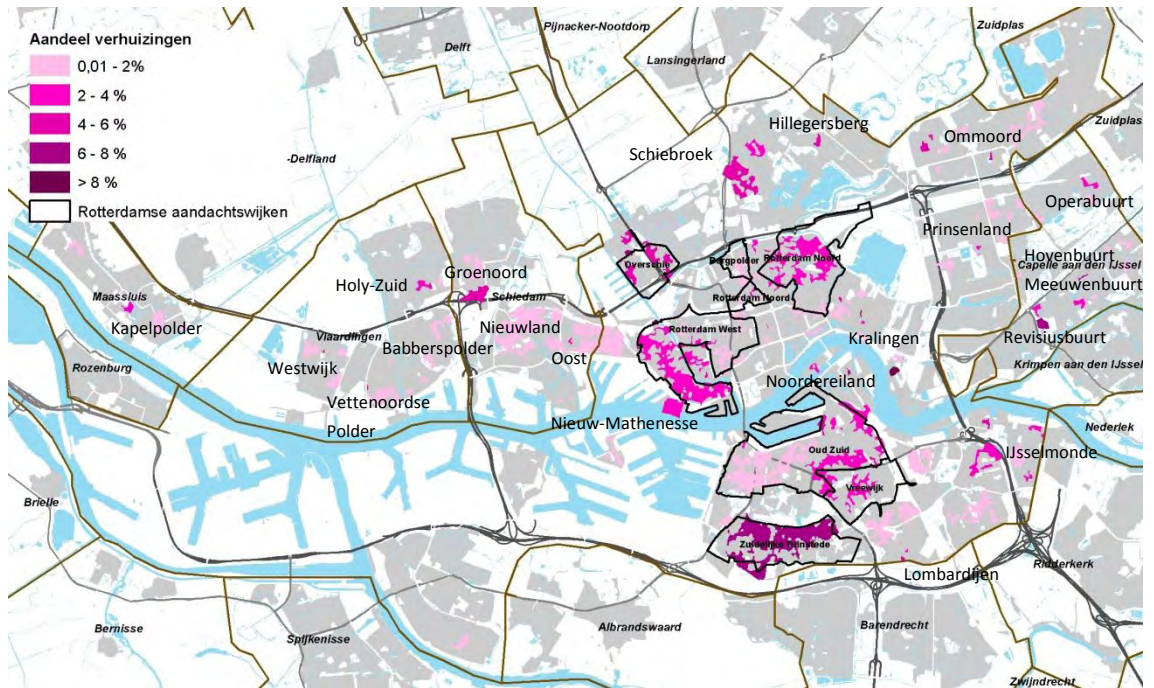 Aandeel verhuizingen
0,01 - 2%
2 - 4 %
4 - 6 %
6 - 8 %
> 8 %
Rotterdamse aandachtswijken
Pijnacker-Nootdorp
Zuidplas
Delft
Lansingerland
Hillegersberg
Ommoord
Zuidplas
Schiebroek
-Delfland
Operabuurt
Prinsenland
Overschie
Bergpolder
Rotterdam Noord
Hovenbuurt
Capelle aan den IJssel
Groenoord
Holy-Zuid
Meeuwenbuurt
Maassluis
Schiedam
Rotterdam Noord
Kapelpolder
Nieuwland
Rotterdam West
Vlaardingen
Babberspolder
Kralingen
Revisiusbuurt
Oost
Rozenburg
Westwijk
Krimpen aan den IJssel
Noordereiland
Vettenoordse
Polder
Nieuw-Mathenesse
Nederlek
Oud Zuid
IJsselmonde
Vreewijk
Brielle
Zuidelijke Tuinstede
Lombardijen
Ridderkerk
Bernisse
Spijkenisse
Albrandswaard
Barendrecht
Zwijndrecht